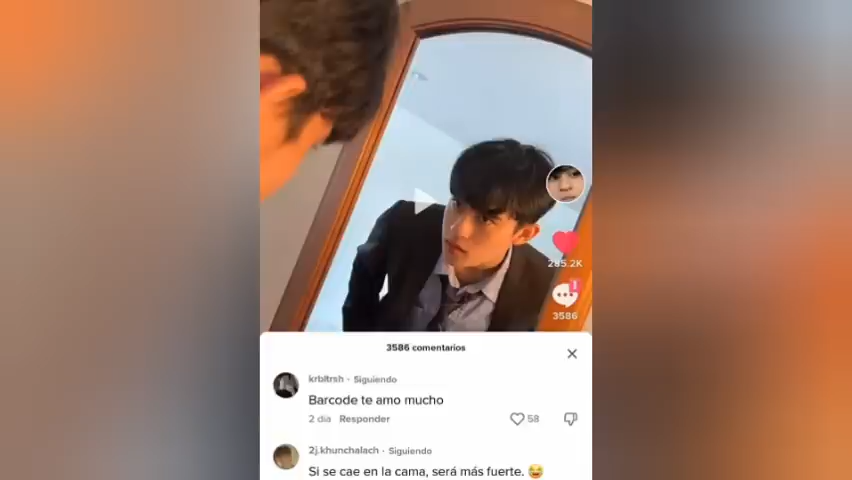 285.2K
3586
3586 comentarios
krbltrsh · Siguiendo
Barcode te amo mucho
2 día Responder
58
2j.khunchalach · Siguiendo
Si se cae en la cama, será más fuerte. 😂